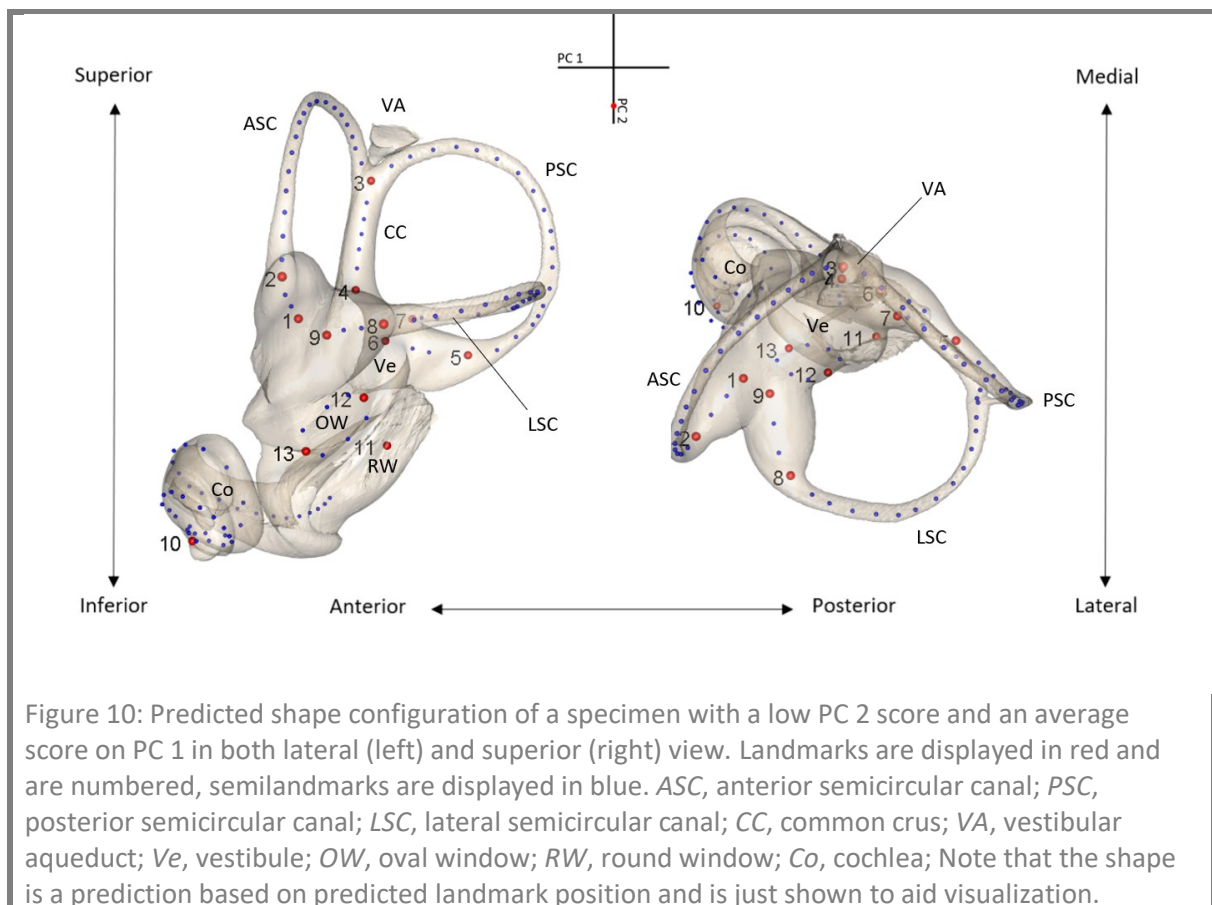 PC 1
PC 2
Superior
Medial
VA
ASC
PSC
3
CC
2
4
1
9
8
7
6
5
Ve
12
OW
LSC
13
11
RW
Co
10
VA
Co
3
4
6
10
7
Ve
11
5
13
12
ASC
1
9
PSC
2
8
LSC
Inferior
Anterior
Posterior
Lateral
Figure 10: Predicted shape configuration of a specimen with a low PC 2 score and an average
score on PC 1 in both lateral (left) and superior (right) view. Landmarks are displayed in red and
are numbered, semilandmarks are displayed in blue. ASC, anterior semicircular canal; PSC,
posterior semicircular canal; LSC, lateral semicircular canal; CC, common crus; VA, vestibular
aqueduct; Ve, vestibule; OW, oval window; RW, round window; Co, cochlea; Note that the shape
is a prediction based on predicted landmark position and is just shown to aid visualization.